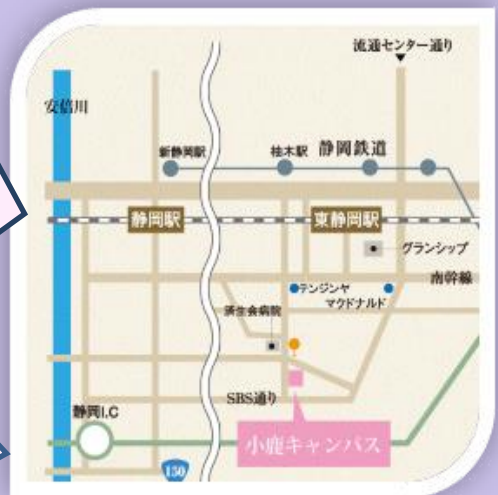 流通センター通り
安倍川
新静岡駅
柚木駅
静岡鉄道
静岡駅
東静岡駅
グランシップ
南幹線
テンジンヤ
マクドナルド
済生会病院
SBS通り
静岡I.C
小鹿キャンパス
150